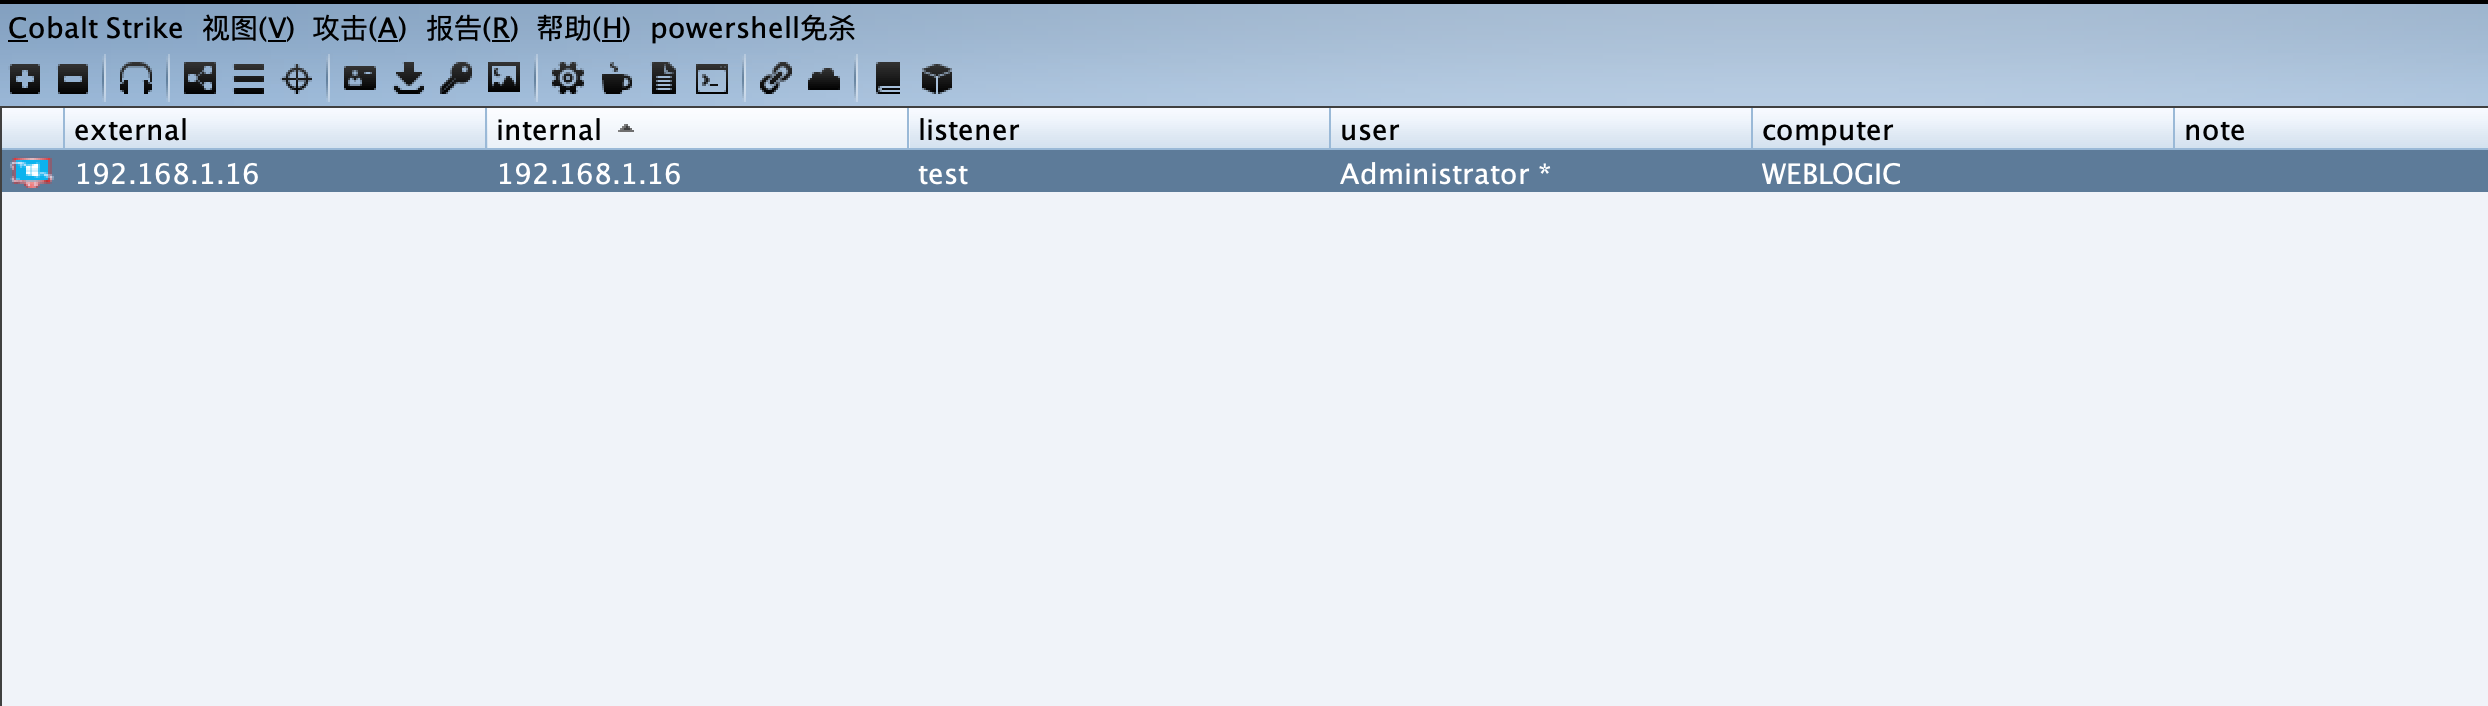 Cobalt Strike 视图(V) 攻击(A) 报告(R) 帮助(H) powershell免杀
external internal listener user computer note
192.168.1.16 192.168.1.16 test Administrator * WEBLOGIC